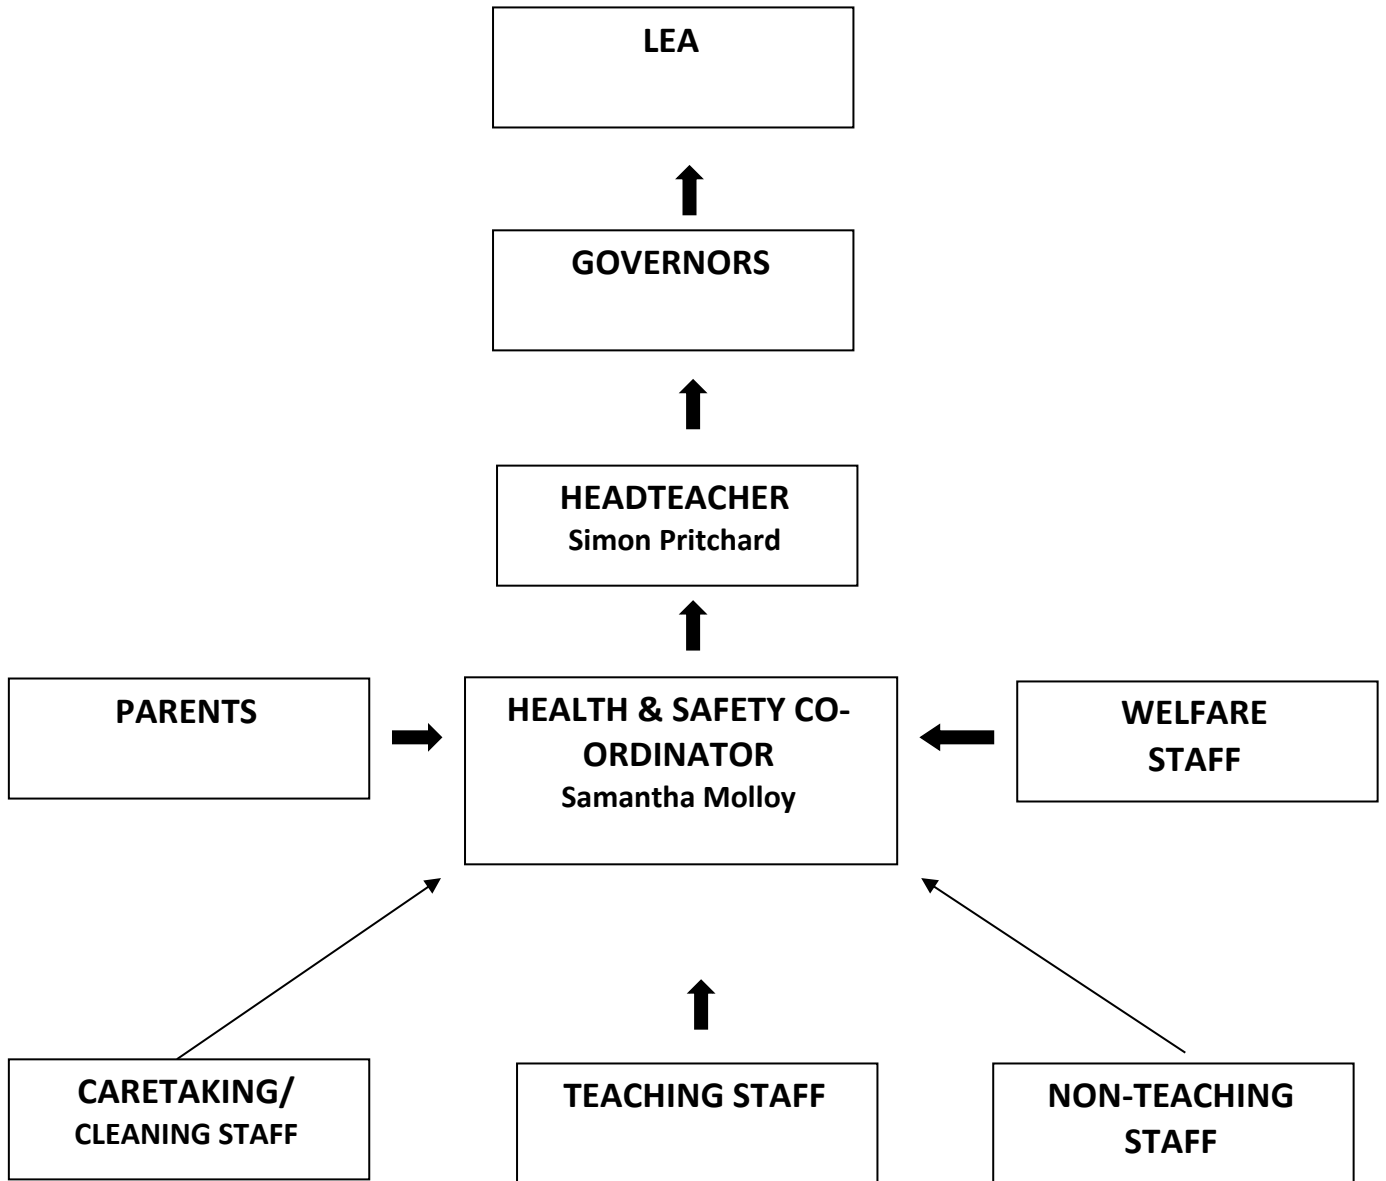 LEA
GOVERNORS
HEADTEACHER
Simon Pritchard
PARENTS
HEALTH & SAFETY CO-
ORDINATOR
Samantha Molloy
WELFARE
STAFF
CARETAKING/
CLEANING STAFF
TEACHING STAFF
NON-TEACHING
STAFF